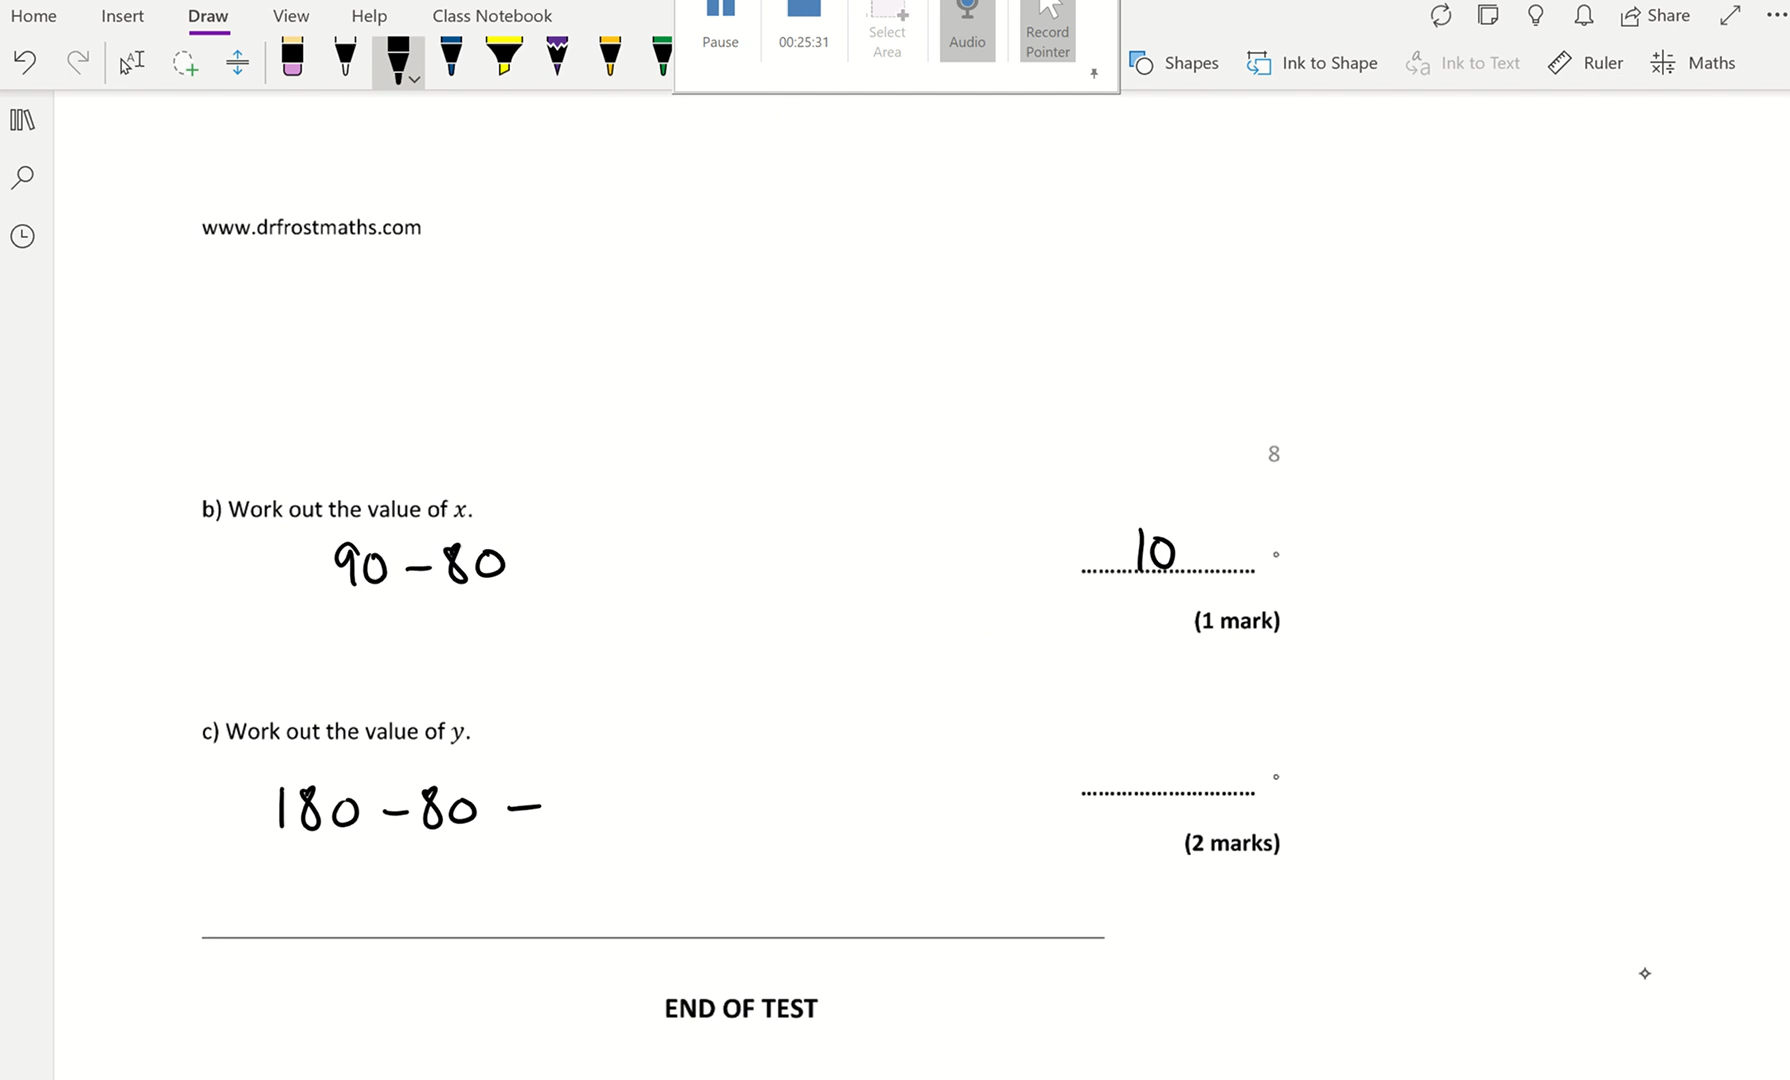 Home Insert Draw View Help Class Notebook
Pause 00:25:31 Select Area Audio Record Pointer
Share
Shapes Ink to Shape Ink to Text Ruler Maths
www.drfrostmaths.com
8
b) Work out the value of x.
90 - 80
10 °
(1 mark)
c) Work out the value of y.
180 - 80 -
°
(2 marks)
END OF TEST